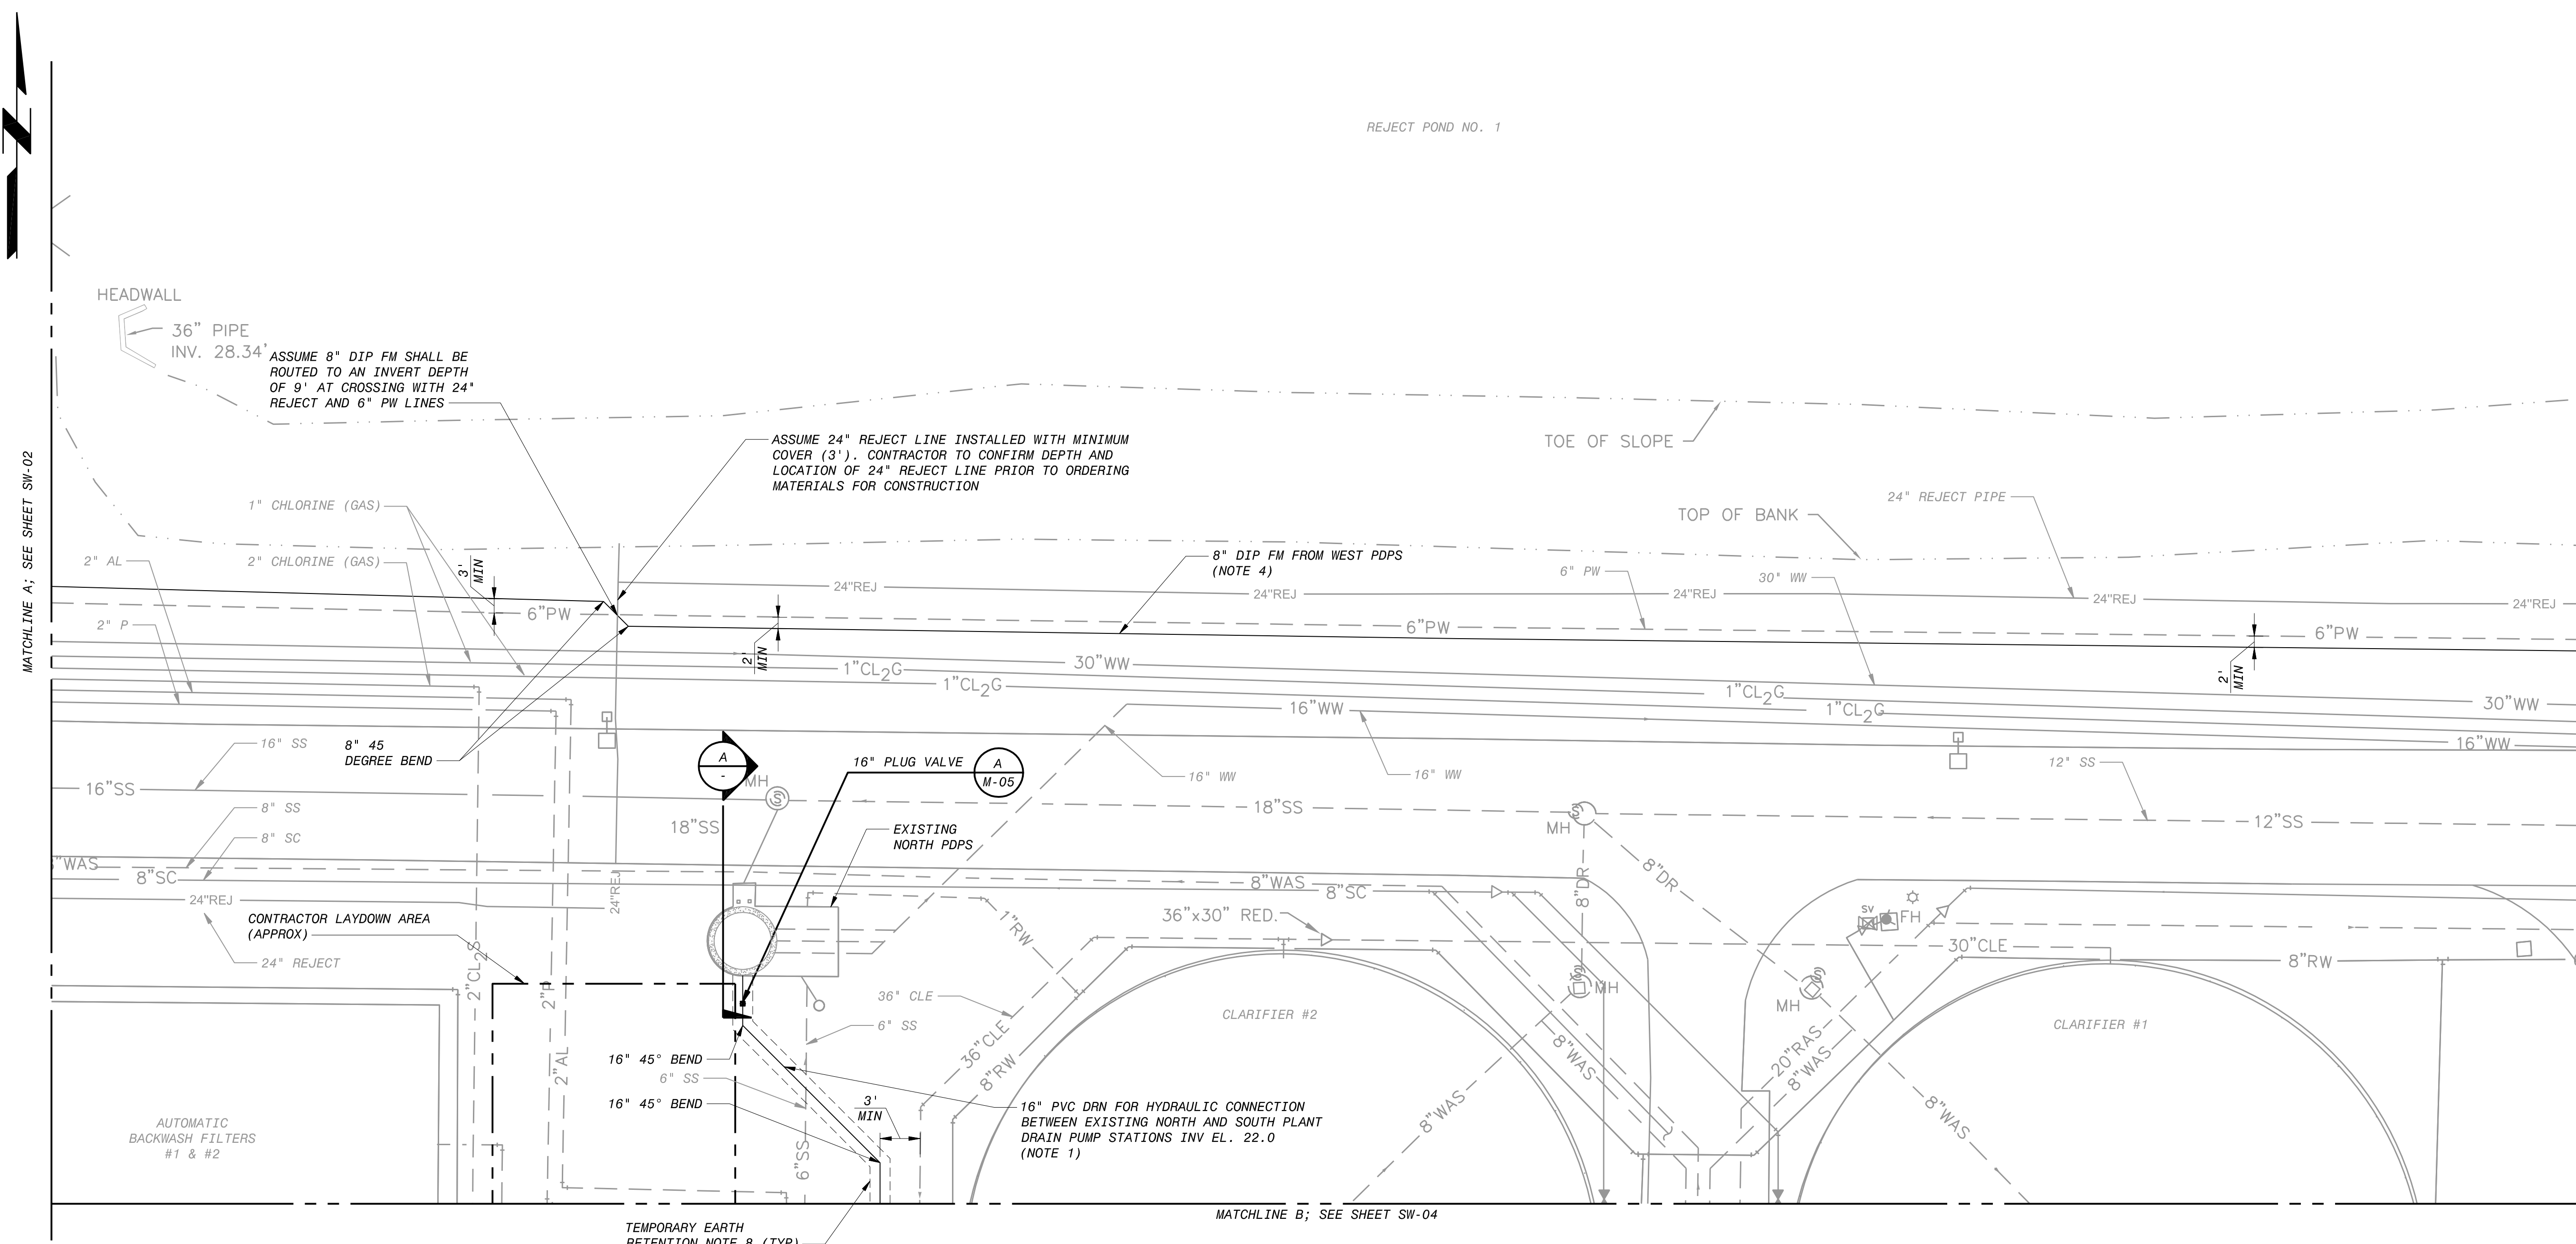 N
REJECT POND NO. 1
HEADWALL
36” PIPE
INV. 28.34'
ASSUME 8" DIP FM SHALL BE
ROUTED TO AN INVERT DEPTH
OF 9' AT CROSSING WITH 24"
REJECT AND 6" PW LINES
ASSUME 24" REJECT LINE INSTALLED WITH MINIMUM
COVER (3'). CONTRACTOR TO CONFIRM DEPTH AND
LOCATION OF 24" REJECT LINE PRIOR TO ORDERING
MATERIALS FOR CONSTRUCTION
TOE OF SLOPE
MATCHLINE A; SEE SHEET SW-02
1" CHLORINE (GAS)
24" REJECT PIPE
TOP OF BANK
2" AL
2" CHLORINE (GAS)
3'
MIN
8" DIP FM FROM WEST PDPS
(NOTE 4)
6" PW
30" WW
24"REJ
24"REJ
24"REJ
24"REJ
24"REJ
6”PW
6”PW
6”PW
2" P
2'
MIN
2'
MIN
30”WW
1”CL2G
1”CL2G
1”CL2G
1”CL2G
30”WW
16”WW
16”WW
16" SS
8" 45
DEGREE BEND
A
-
MH
16" PLUG VALVE
A
M-05
16" WW
16" WW
12" SS
16”SS
8" SS
18”SS
18”SS
MH
12”SS
S
S
8" SC
EXISTING
NORTH PDPS
”WAS
8”SC
8”WAS
8”SC
8”DR
8”DR
24"REJ
24"REJ
CONTRACTOR LAYDOWN AREA
(APPROX)
36”x30” RED.
1”RW
SV
FH
24" REJECT
30”CLE
8”RW
2”CL2S
2”P
36" CLE
S
MH
S
MH
6" SS
CLARIFIER #2
CLARIFIER #1
36”CLE
8”RW
2”AL
16" 45° BEND
6" SS
16" 45° BEND
8”WAS
20”RAS
8”WAS
3'
MIN
16" PVC DRN FOR HYDRAULIC CONNECTION
BETWEEN EXISTING NORTH AND SOUTH PLANT
DRAIN PUMP STATIONS INV EL. 22.0
(NOTE 1)
8”WAS
8”WAS
AUTOMATIC
BACKWASH FILTERS
#1 & #2
6”SS
MATCHLINE B; SEE SHEET SW-04
TEMPORARY EARTH
RETENTION NOTE 8 (TYP)